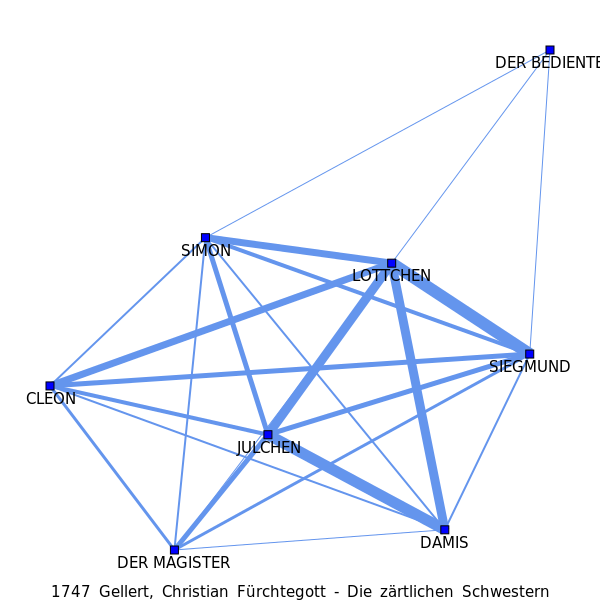 DER BEDIENTE
SIMON
LOTTCHEN
SIEGMUND
CLEON
JULCHEN
DAMIS
DER MAGISTER
1747 Gellert, Christian Fürchtegott - Die zärtlichen Schwestern